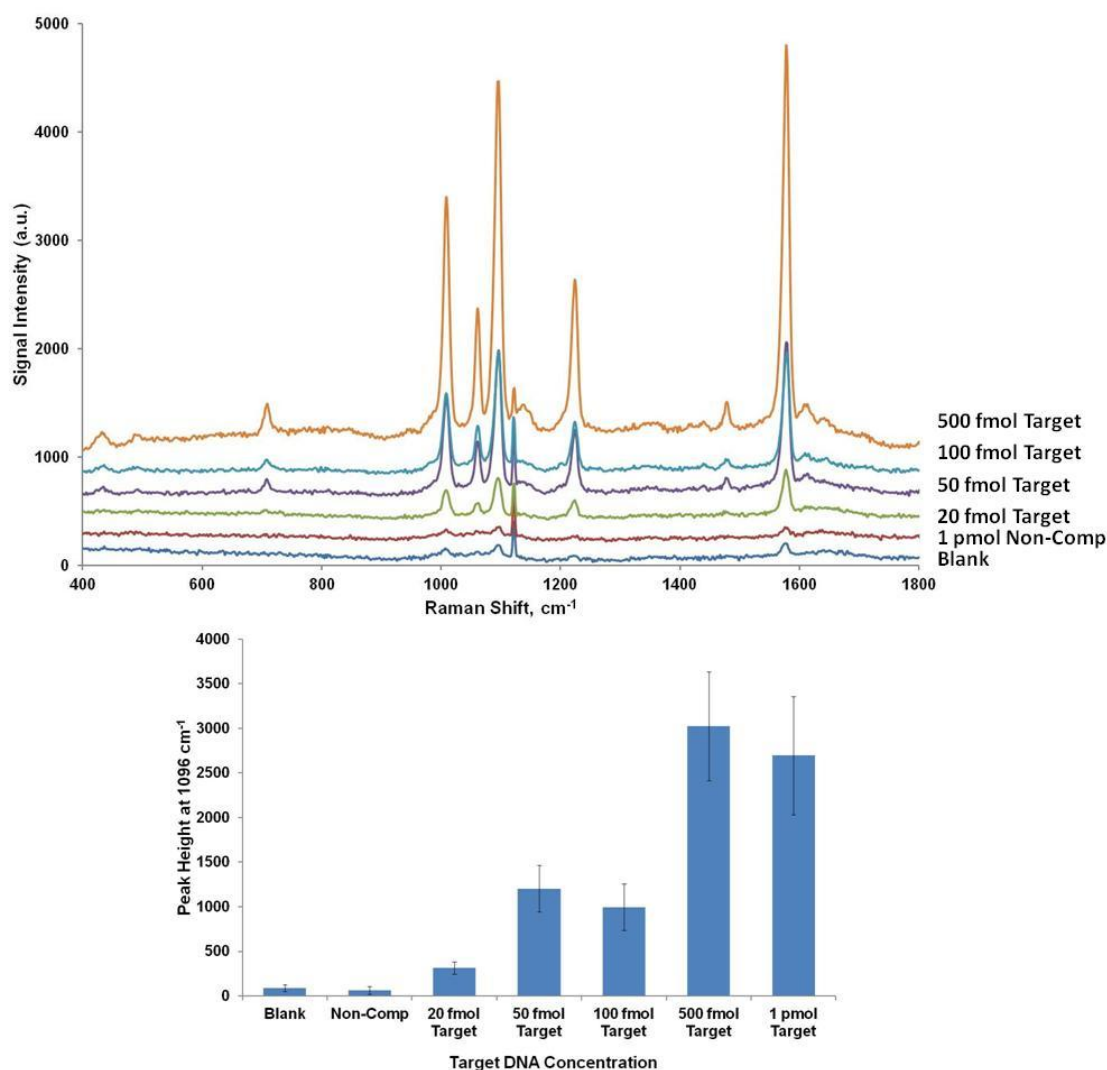 5000
4000
3000
2000
1000
0
Signal Intensity (a.u.)
400 600 800 1000 1200 1400 1600 1800
Raman Shift, cm⁻¹
500 fmol Target
100 fmol Target
50 fmol Target
20 fmol Target
1 pmol Non-Comp
Blank
4000
3500
3000
2500
2000
1500
1000
500
0
Peak Height at 1096 cm⁻¹
Blank Non-Comp 20 fmol 50 fmol 100 fmol 500 fmol 1 pmol
Target Target Target Target Target
Target DNA Concentration